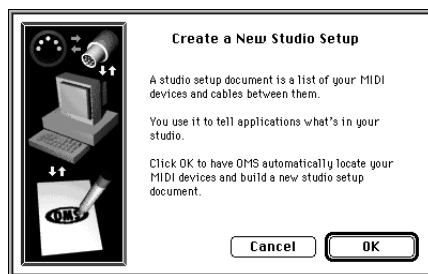 Create a New Studio Setup
A studio setup document is a list of your MIDI
devices and cables between them.
You use it to tell applications what's in your
studio.
Click OK to have OMS automatically locate your
MIDI devices and build a new studio setup
document.
OMS
Cancel
OK